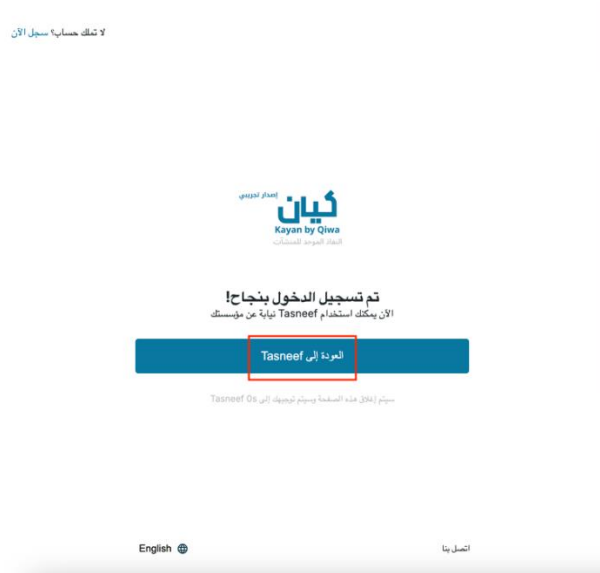 لا تملك حساب؟ سجل الآن
إصدار تجريبي
كيان
Kayan by Qiwa
النفاذ الموحد للمنشآت
تم تسجيل الدخول بنجاح!
الآن يمكنك استخدام Tasneef نيابة عن مؤسستك
العودة إلى Tasneef
سيتم إغلاق هذه الصفحة وسيتم توجيهك إلى Tasneef 0s
اتصل بنا
English